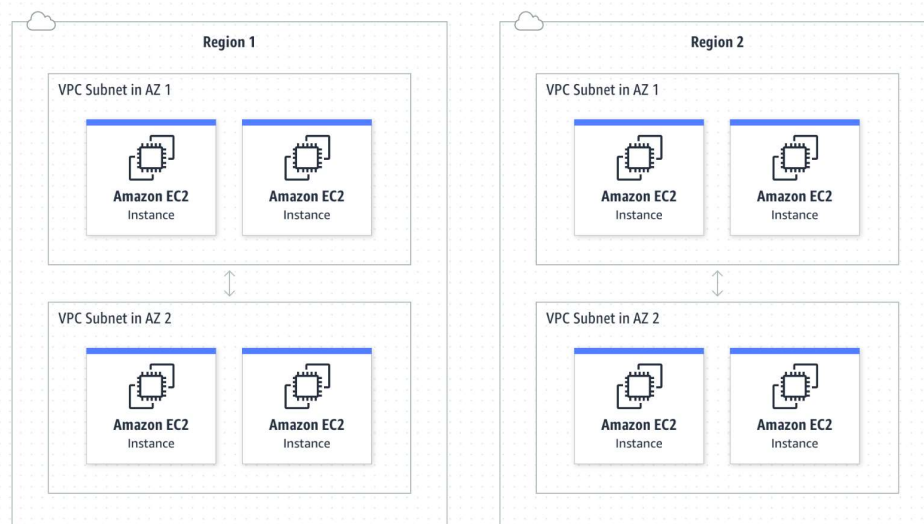 Region 1
VPC Subnet in AZ 1
Amazon EC2
Instance
Amazon EC2
Instance
VPC Subnet in AZ 2
Amazon EC2
Instance
Amazon EC2
Instance
Region 2
VPC Subnet in AZ 1
Amazon EC2
Instance
Amazon EC2
Instance
VPC Subnet in AZ 2
Amazon EC2
Instance
Amazon EC2
Instance